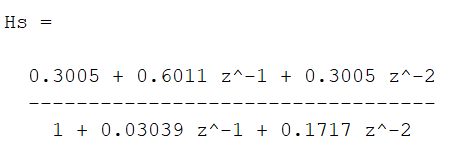 Hs =
0.3005 + 0.6011 z^-1 + 0.3005 z^-2
----------------------------------
1 + 0.03039 z^-1 + 0.1717 z^-2